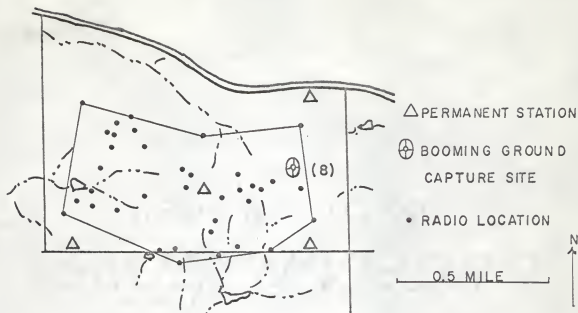 PERMANENT STATION
BOOMING GROUND
CAPTURE SITE
(8)
RADIO LOCATION
N
0.5 MILE